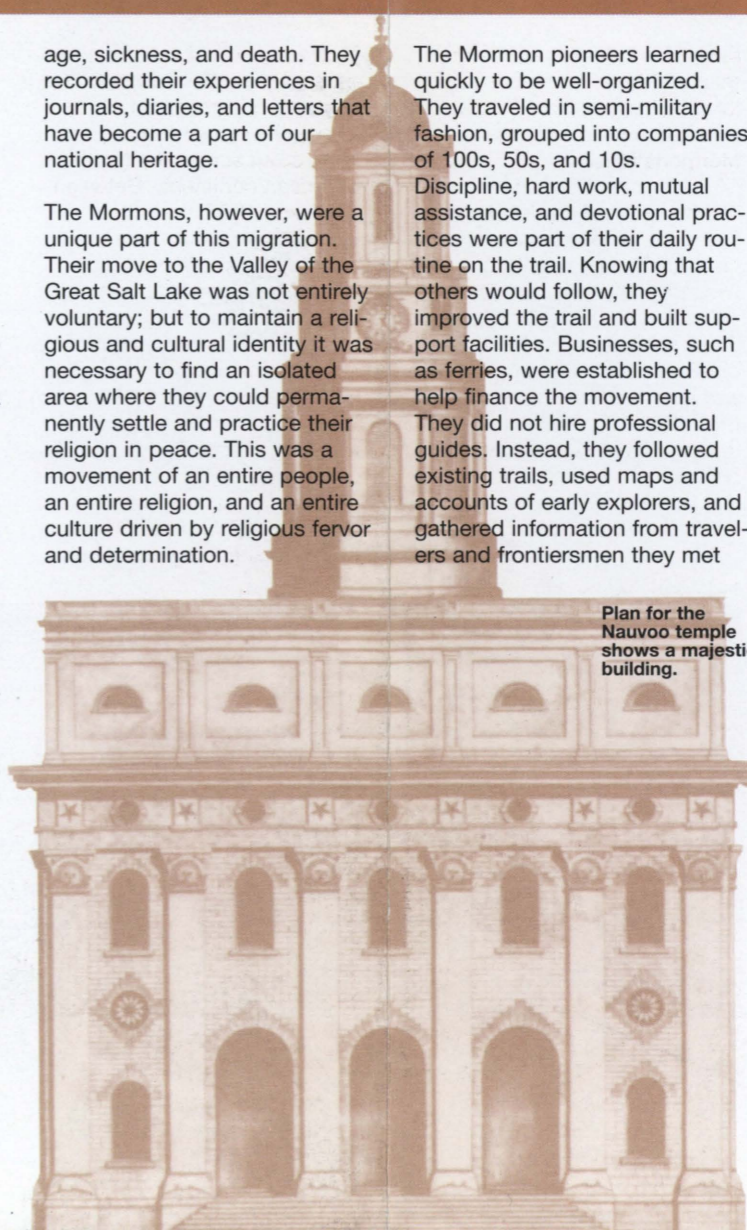 age, sickness, and death. They
recorded their experiences in
journals, diaries, and letters that
have become a part of our
national heritage.
The Mormons, however, were a
unique part of this migration.
Their move to the Valley of the
Great Salt Lake was not entirely
voluntary; but to maintain a reli-
gious and cultural identity it was
necessary to find an isolated
area where they could perma-
nently settle and practice their
religion in peace. This was a
movement of an entire people,
an entire religion, and an entire
culture driven by religious fervor
and determination.
The Mormon pioneers learned
quickly to be well-organized.
They traveled in semi-military
fashion, grouped into companies
of 100s, 50s, and 10s.
Discipline, hard work, mutual
assistance, and devotional prac-
tices were part of their daily rou-
tine on the trail. Knowing that
others would follow, they
improved the trail and built sup-
port facilities. Businesses, such
as ferries, were established to
help finance the movement.
They did not hire professional
guides. Instead, they followed
existing trails, used maps and
accounts of early explorers, and
gathered information from travel-
ers and frontiersmen they met
Plan for the
Nauvoo temple
shows a majesti
building.